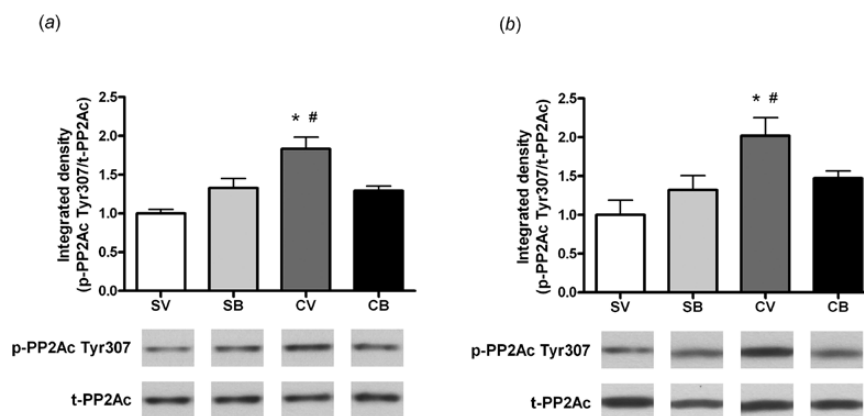 (a)
Integrated density
(p-PP2Ac Tyr307/t-PP2Ac)
2.5
2.0
1.5
1.0
0.5
0.0
* #
SV SB CV CB
p-PP2Ac Tyr307
t-PP2Ac
(b)
Integrated density
(p-PP2Ac Tyr307/t-PP2Ac)
2.5
2.0
1.5
1.0
0.5
0.0
* #
SV SB CV CB
p-PP2Ac Tyr307
t-PP2Ac